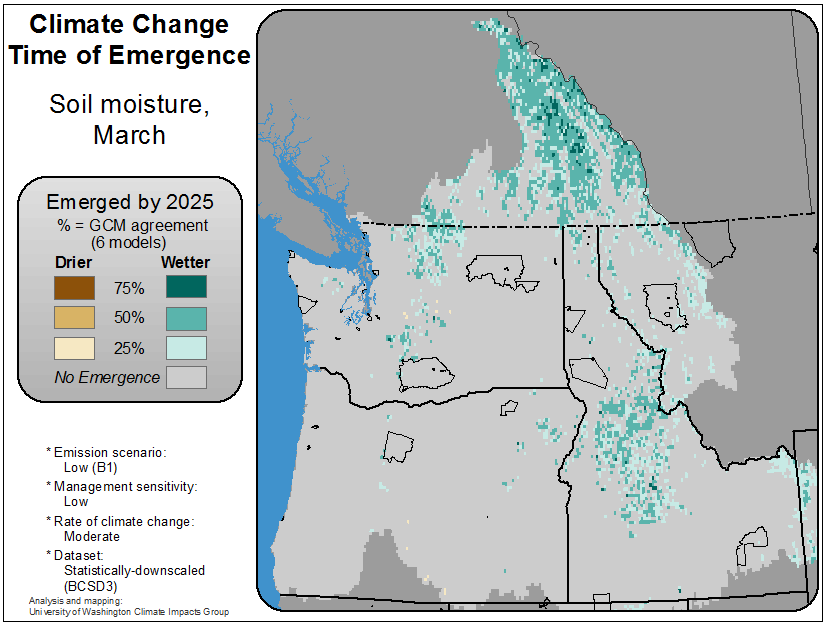 Climate Change
Time of Emergence
Soil moisture,
March
Emerged by 2025
% = GCM agreement
(6 models)
Drier Wetter
75%
50%
25%
No Emergence
* Emission scenario:
Low (B1)
* Management sensitivity:
Low
* Rate of climate change:
Moderate
* Dataset:
Statistically-downscaled
(BCSD3)
Analysis and mapping:
University of Washington Climate Impacts Group